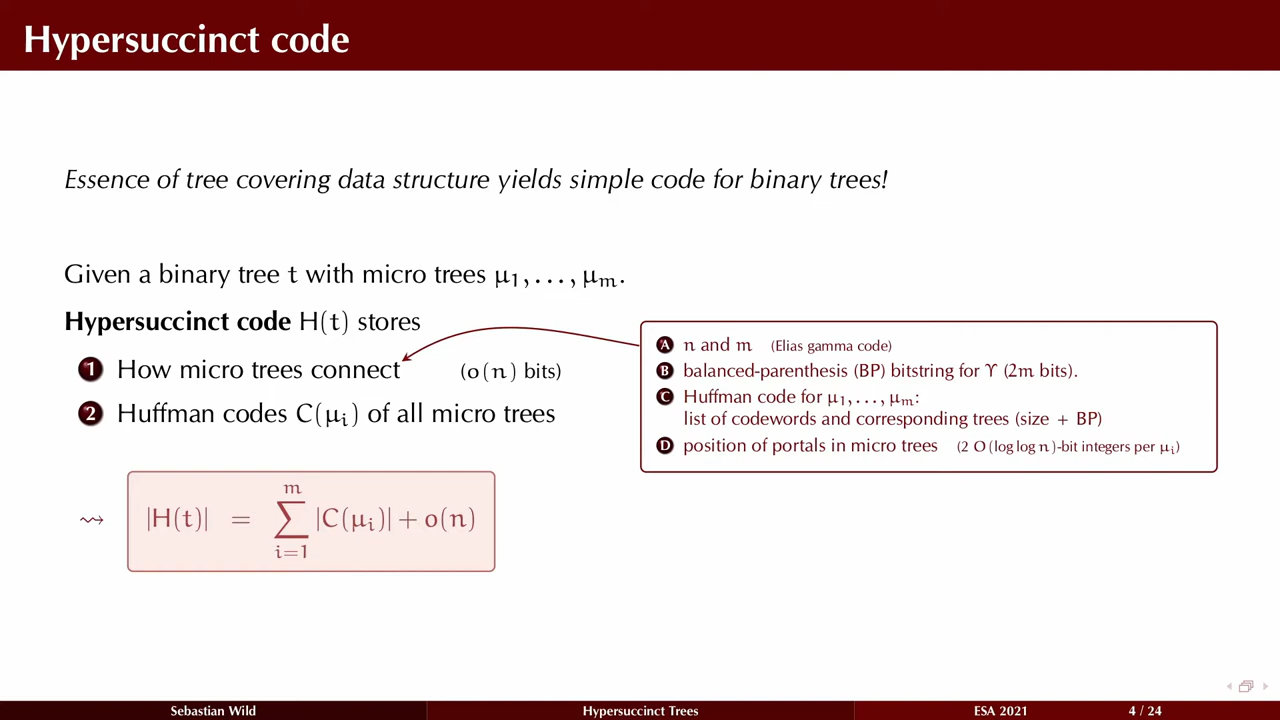 Hypersuccinct code
Essence of tree covering data structure yields simple code for binary trees!
Given a binary tree t with micro trees μ₁, . . . , μₘ.
Hypersuccinct code H(t) stores
1 How micro trees connect (o(n) bits)
2 Huffman codes C(μᵢ) of all micro trees
A n and m (Elias gamma code)
B balanced-parenthesis (BP) bitstring for ϒ (2m bits).
C Huffman code for μ₁, . . . , μₘ:
list of codewords and corresponding trees (size + BP)
D position of portals in micro trees (2 O(log log n)-bit integers per μᵢ)
⇝ |H(t)| = ∑ᵢ₌₁ᵐ |C(μᵢ)| + o(n)
Sebastian Wild Hypersuccinct Trees ESA 2021 4 / 24